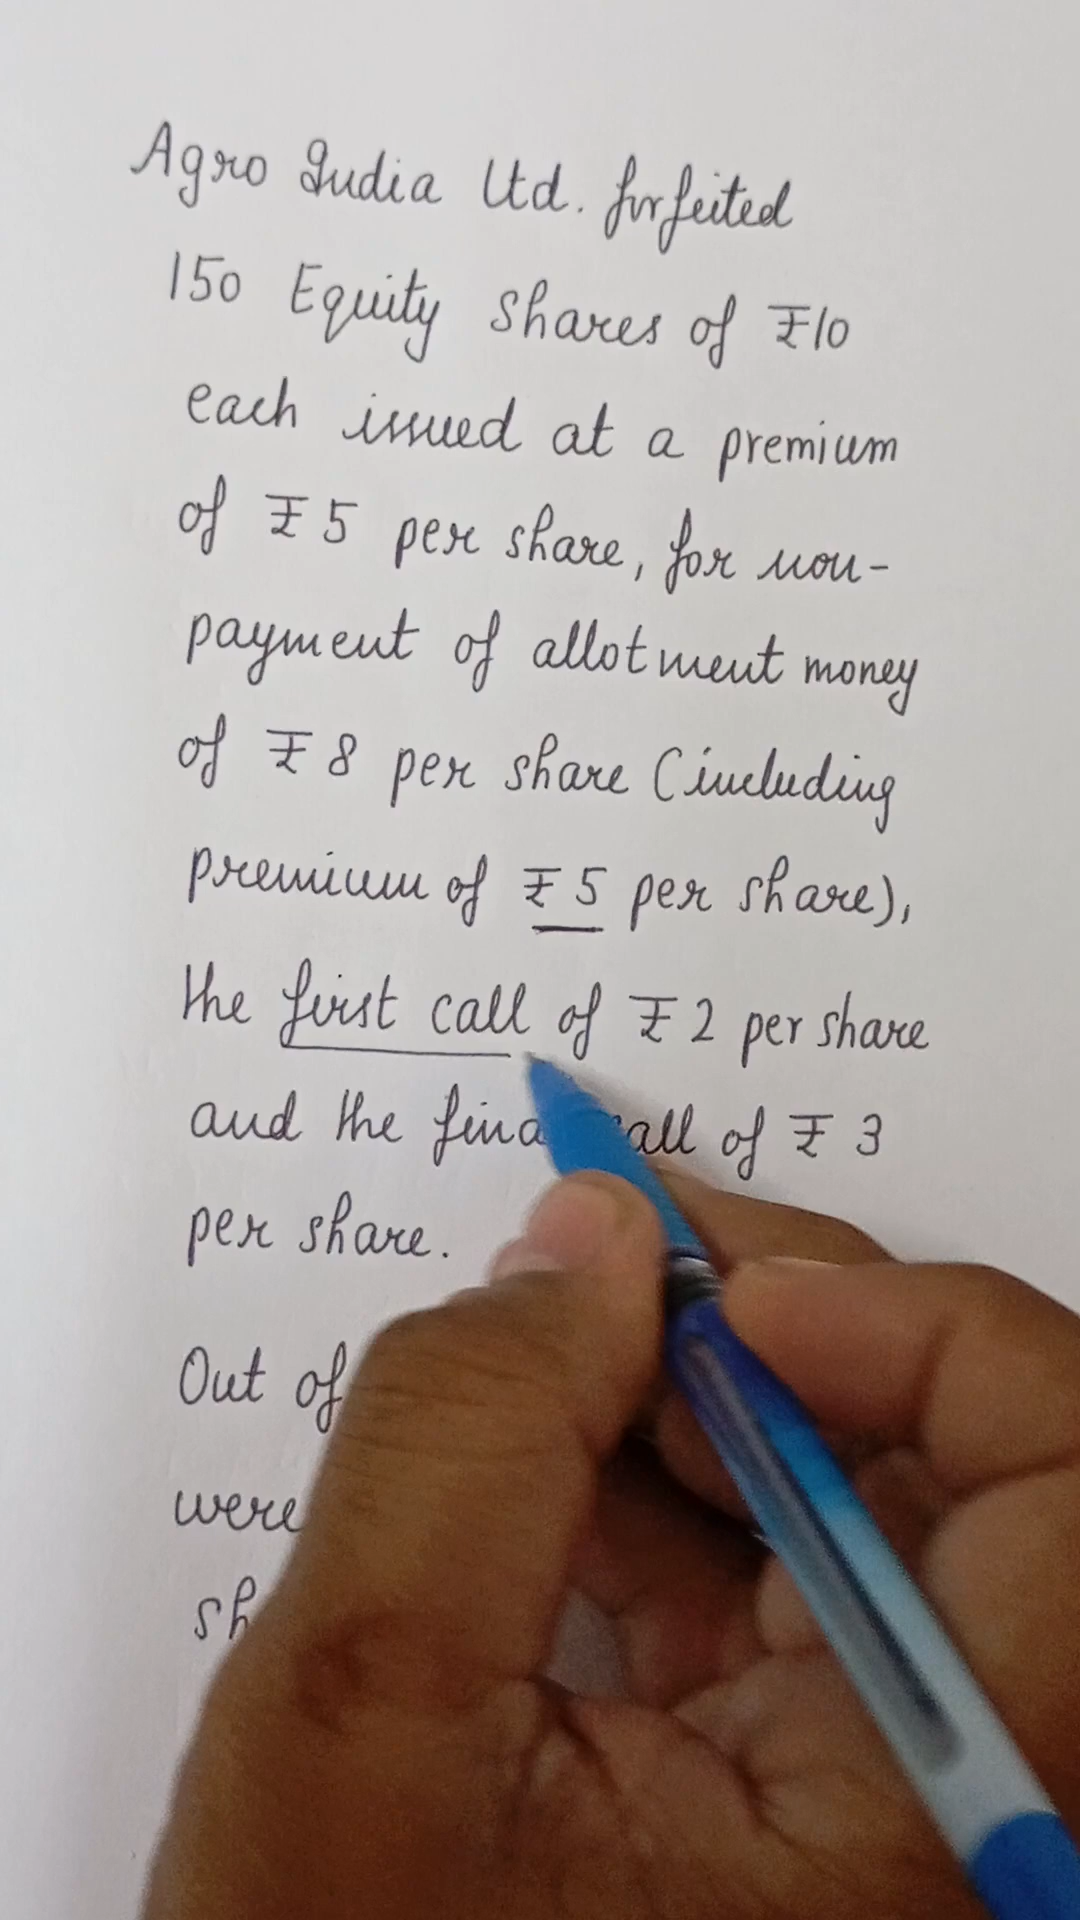 Agro India Ltd. forfeited
150 Equity shares of ₹10
each issued at a premium
of ₹5 per share, for non-
payment of allotment money
of ₹8 per share (including
premium of ₹5 per share),
the first call of ₹2 per share
and the call of ₹3
per share.
Out of
were